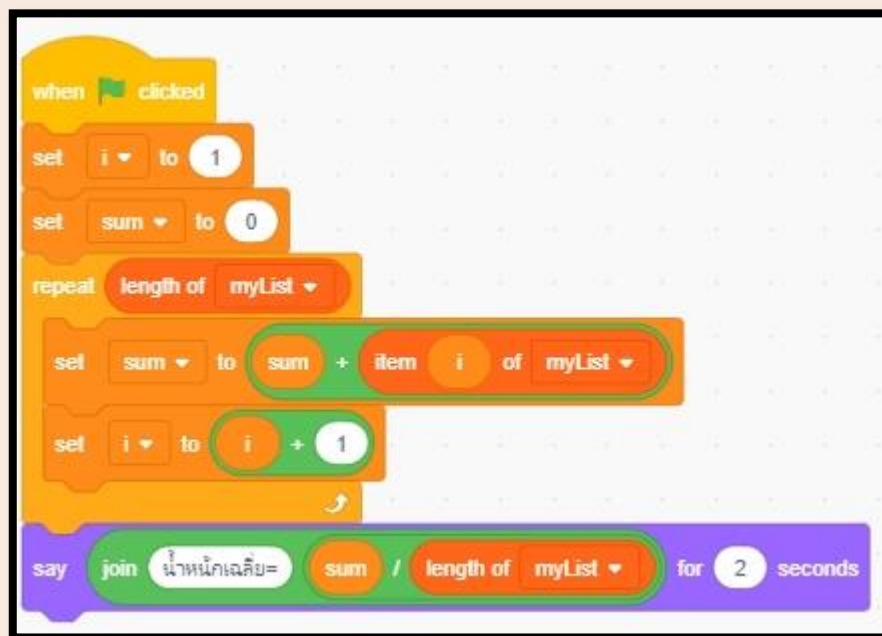 when clicked
set i to 1
set sum to 0
repeat length of myList
set sum to sum + item i of myList
set i to i + 1
say join น้ำหนักเฉลี่ย= sum / length of myList for 2 seconds